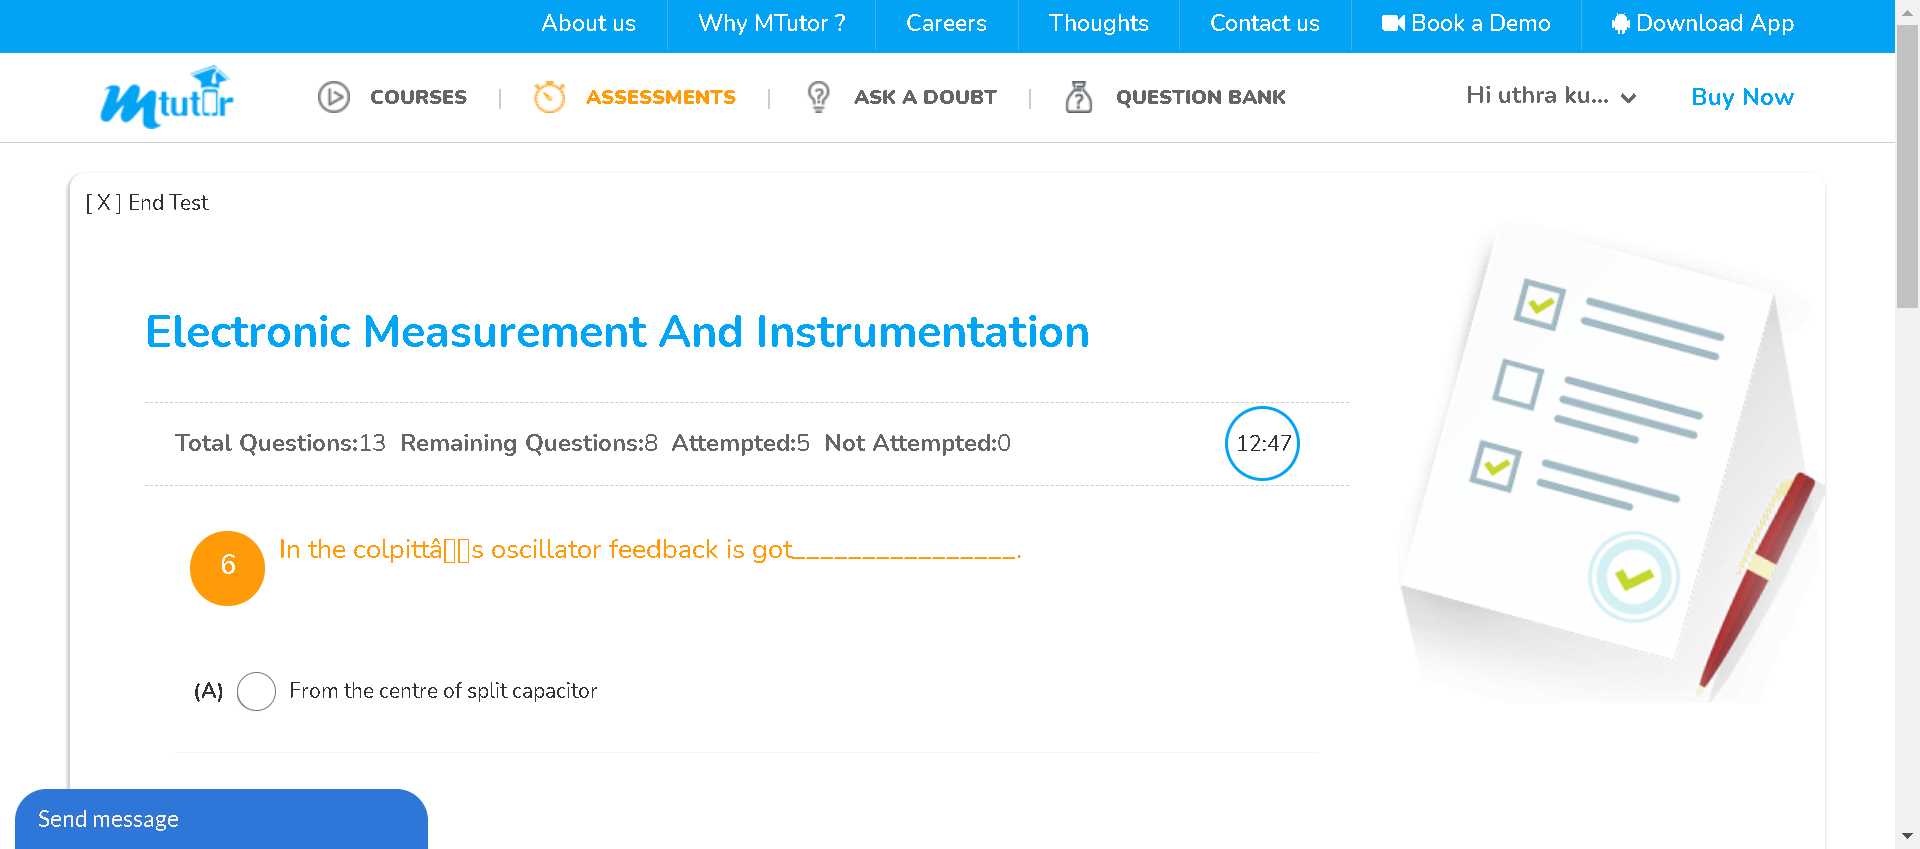 About us
Why MTutor ?
Careers
Thoughts
Contact us
Book a Demo
Download App
Mtutor
COURSES
ASSESSMENTS
ASK A DOUBT
QUESTION BANK
Hi uthra ku...
Buy Now
[ X ] End Test
Electronic Measurement And Instrumentation
Total Questions:13 Remaining Questions:8 Attempted:5 Not Attempted:0
12:47
6
In the colpittâ▯▯s oscillator feedback is got________________.
(A) From the centre of split capacitor
Send message